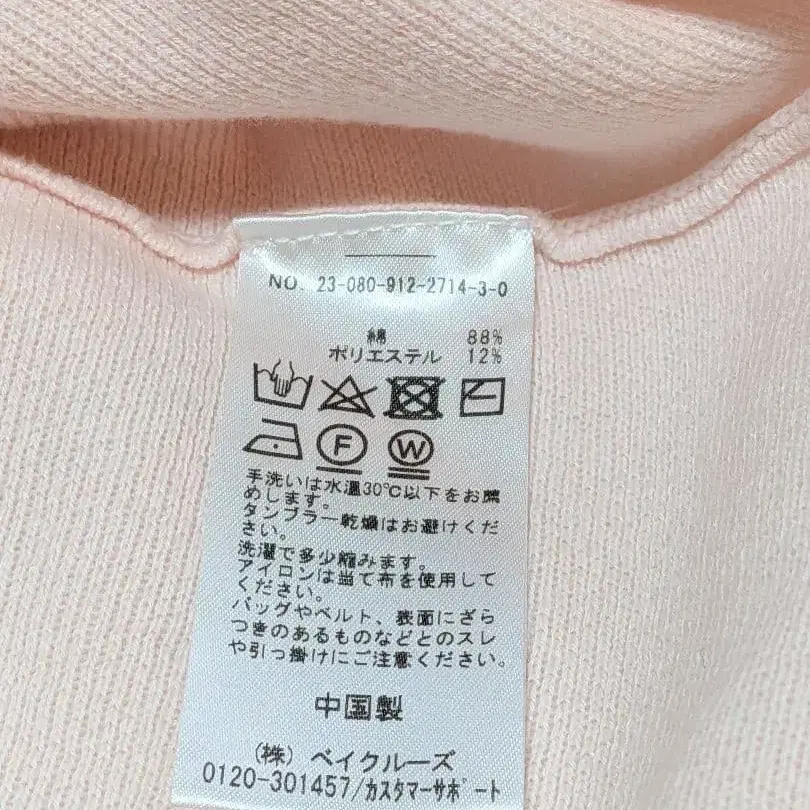 NO. 23-080-912-2714-3-0
綿 88%
ポリエステル 12%
F W
手洗いは水温30℃以下をお薦
めします。
タンブラー乾燥はお避けくだ
さい。
洗濯で多少縮みます。
アイロンは当て布を使用して
ください。
バッグやベルト、表面にざら
つきのあるものなどとのスレ
や引っ掛けにご注意ください。
中国製
(株) ベイクルーズ
0120-301457/カスタマーサポート